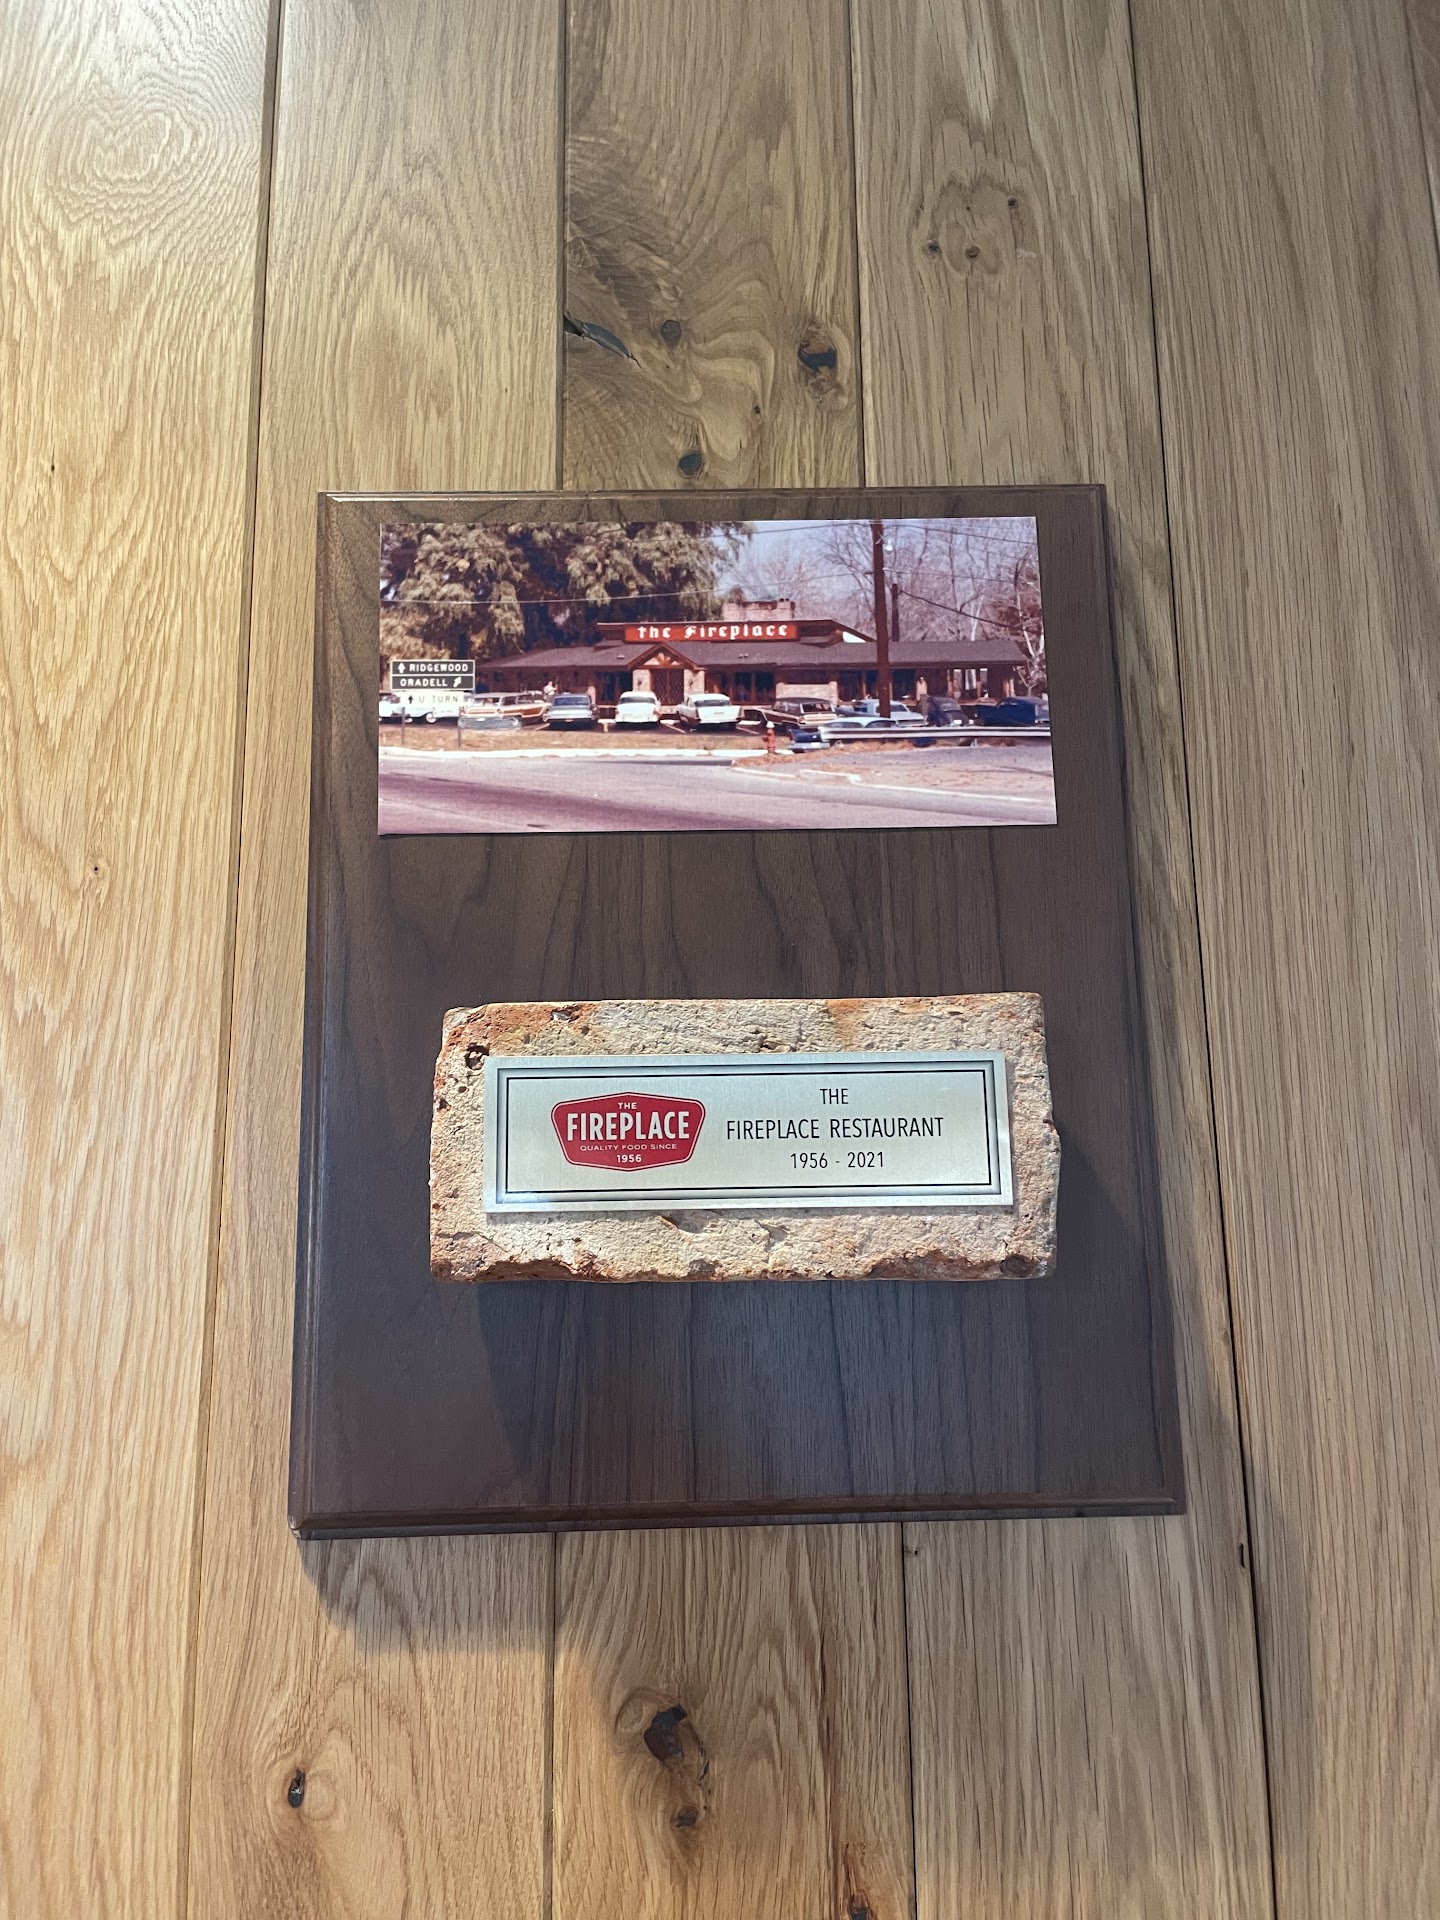 the Fireplace
RIDGEWOOD
ORADELL
U TURN
THE
FIREPLACE
QUALITY FOOD SINCE
1956
THE
FIREPLACE RESTAURANT
1956 - 2021